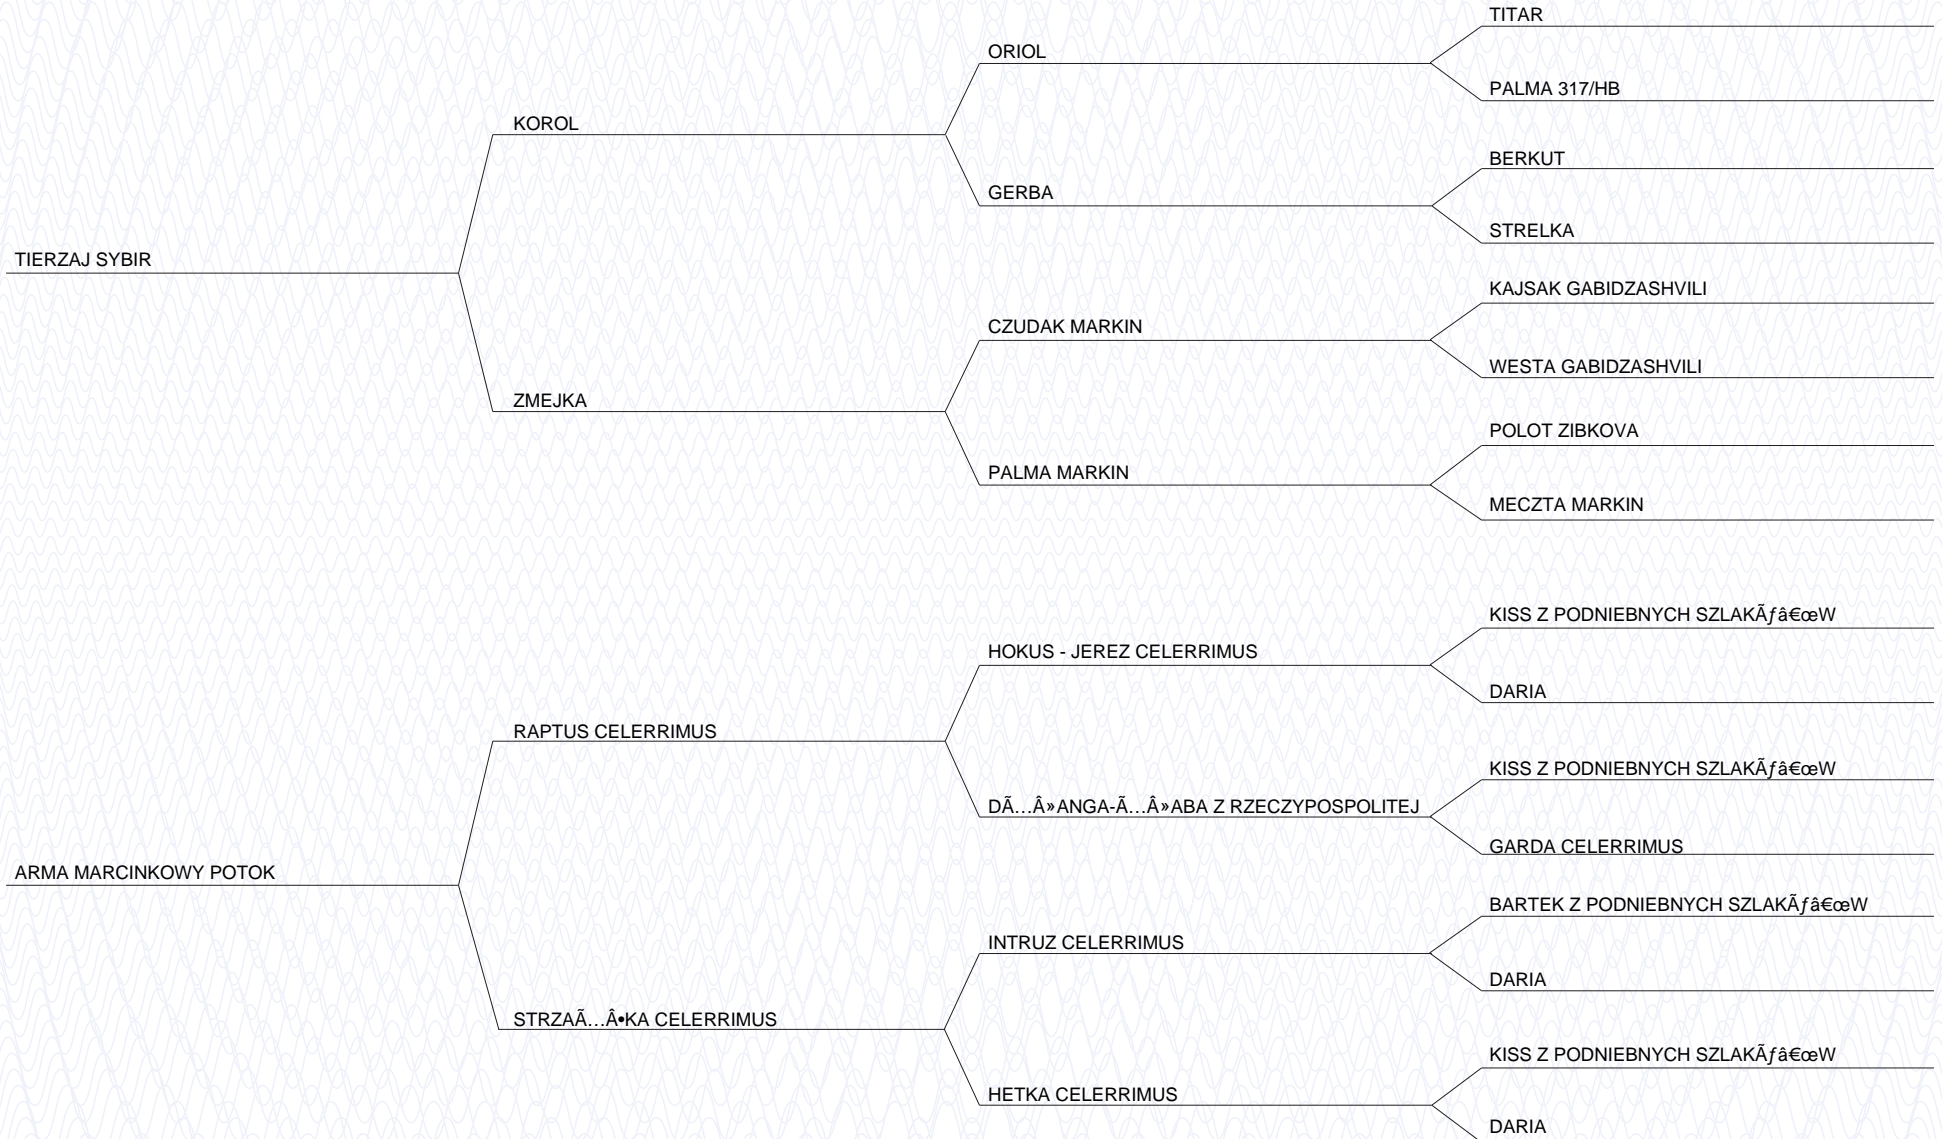 TITAR
ORIOL
PALMA 317/HB
KOROL
BERKUT
GERBA
STRELKA
TIERZAJ SYBIR
KAJSAK GABIDZASHVILI
CZUDAK MARKIN
WESTA GABIDZASHVILI
ZMEJKA
POLOT ZIBKOVA
PALMA MARKIN
MECZTA MARKIN
KISS Z PODNIEBNYCH SZLAKÃƒâ€œW
HOKUS - JEREZ CELERRIMUS
DARIA
RAPTUS CELERRIMUS
KISS Z PODNIEBNYCH SZLAKÃƒâ€œW
DÃ…Â»ANGA-Ã…Â»ABA Z RZECZYPOSPOLITEJ
GARDA CELERRIMUS
ARMA MARCINKOWY POTOK
BARTEK Z PODNIEBNYCH SZLAKÃƒâ€œW
INTRUZ CELERRIMUS
DARIA
STRZAÃ…Â•KA CELERRIMUS
KISS Z PODNIEBNYCH SZLAKÃƒâ€œW
HETKA CELERRIMUS
DARIA